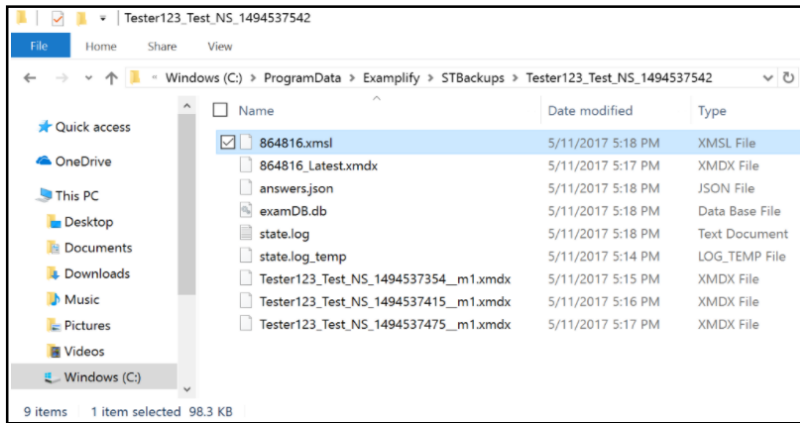 Tester123_Test_NS_1494537542
File Home Share View
Windows (C:) > ProgramData > Examplify > STBackups > Tester123_Test_NS_1494537542
Name Date modified Type
Quick access
OneDrive
This PC
Desktop
Documents
Downloads
Music
Pictures
Videos
Windows (C:)
864816.xmsl 5/11/2017 5:18 PM XMSL File
864816_Latest.xmdx 5/11/2017 5:17 PM XMDX File
answers.json 5/11/2017 5:18 PM JSON File
examDB.db 5/11/2017 5:18 PM Data Base File
state.log 5/11/2017 5:18 PM Text Document
state.log_temp 5/11/2017 5:14 PM LOG_TEMP File
Tester123_Test_NS_1494537354__m1.xmdx 5/11/2017 5:15 PM XMDX File
Tester123_Test_NS_1494537415__m1.xmdx 5/11/2017 5:16 PM XMDX File
Tester123_Test_NS_1494537475__m1.xmdx 5/11/2017 5:17 PM XMDX File
9 items 1 item selected 98.3 KB